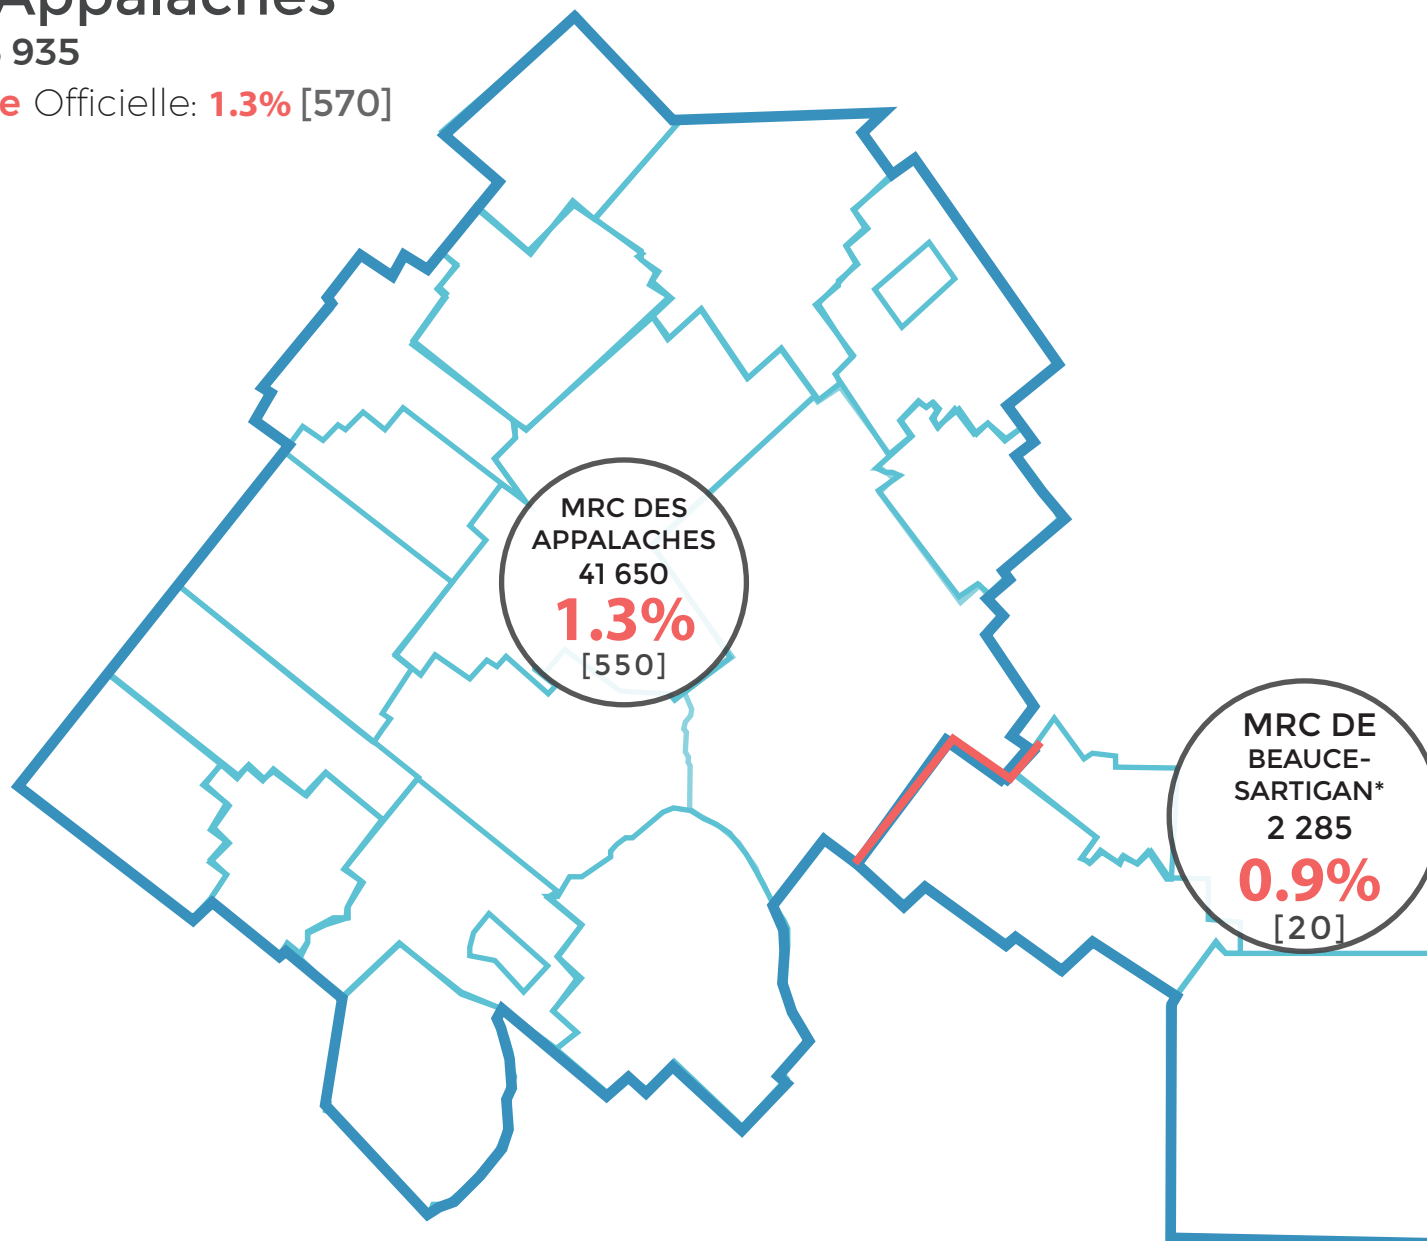 Appalaches
935
e Officielle: 1.3% [570]
MRC DES
APPALACHES
41 650
1.3%
[550]
MRC DE
BEAUCE-
SARTIGAN*
2 285
0.9%
[20]